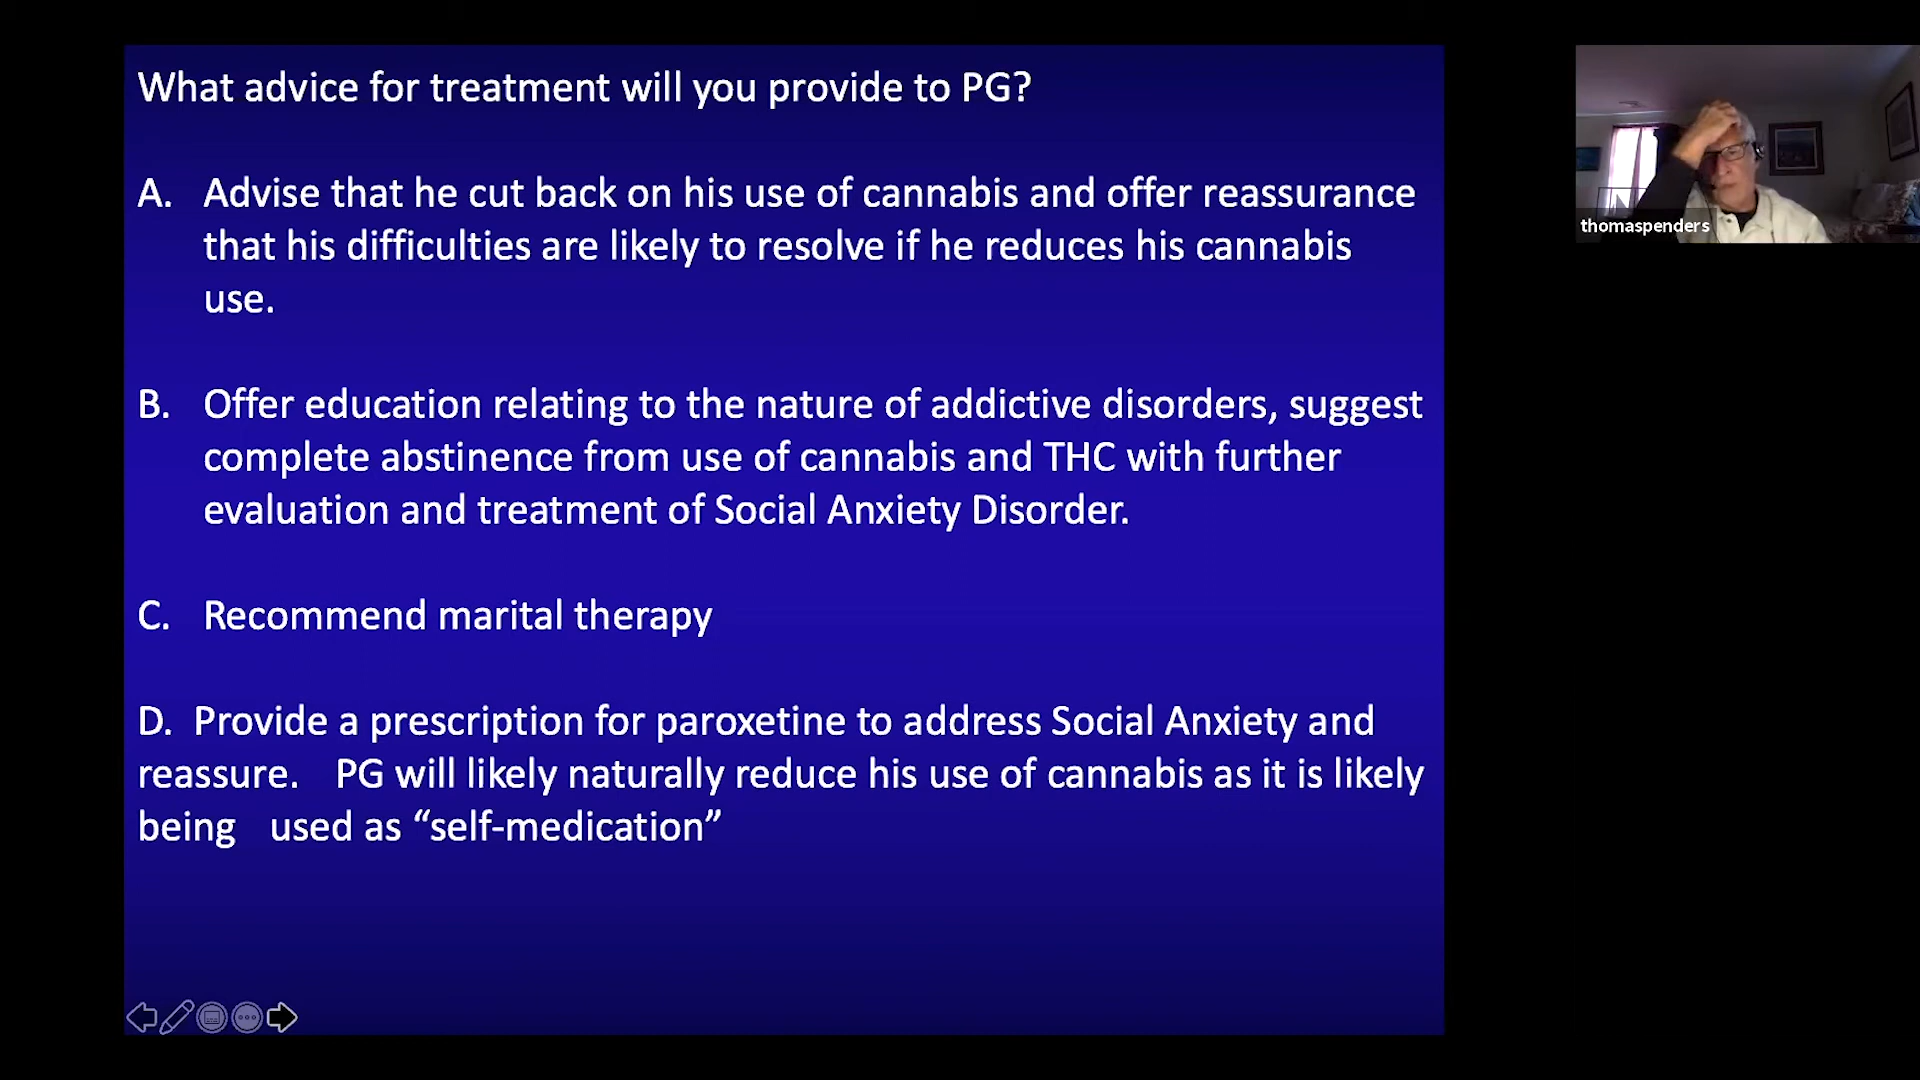 What advice for treatment will you provide to PG?
A. Advise that he cut back on his use of cannabis and offer reassurance
that his difficulties are likely to resolve if he reduces his cannabis
use.
B. Offer education relating to the nature of addictive disorders, suggest
complete abstinence from use of cannabis and THC with further
evaluation and treatment of Social Anxiety Disorder.
C. Recommend marital therapy
D. Provide a prescription for paroxetine to address Social Anxiety and
reassure. PG will likely naturally reduce his use of cannabis as it is likely
being used as “self-medication”
thomaspenders